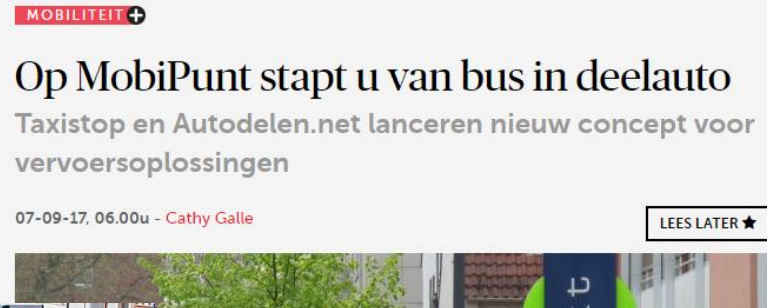 MOBILITEIT
Op MobiPunt stapt u van bus in deelauto
Taxistop en Autodelen.net lanceren nieuw concept voor
vervoersoplossingen
07-09-17, 06.00u - Cathy Galle
LEES LATER ★